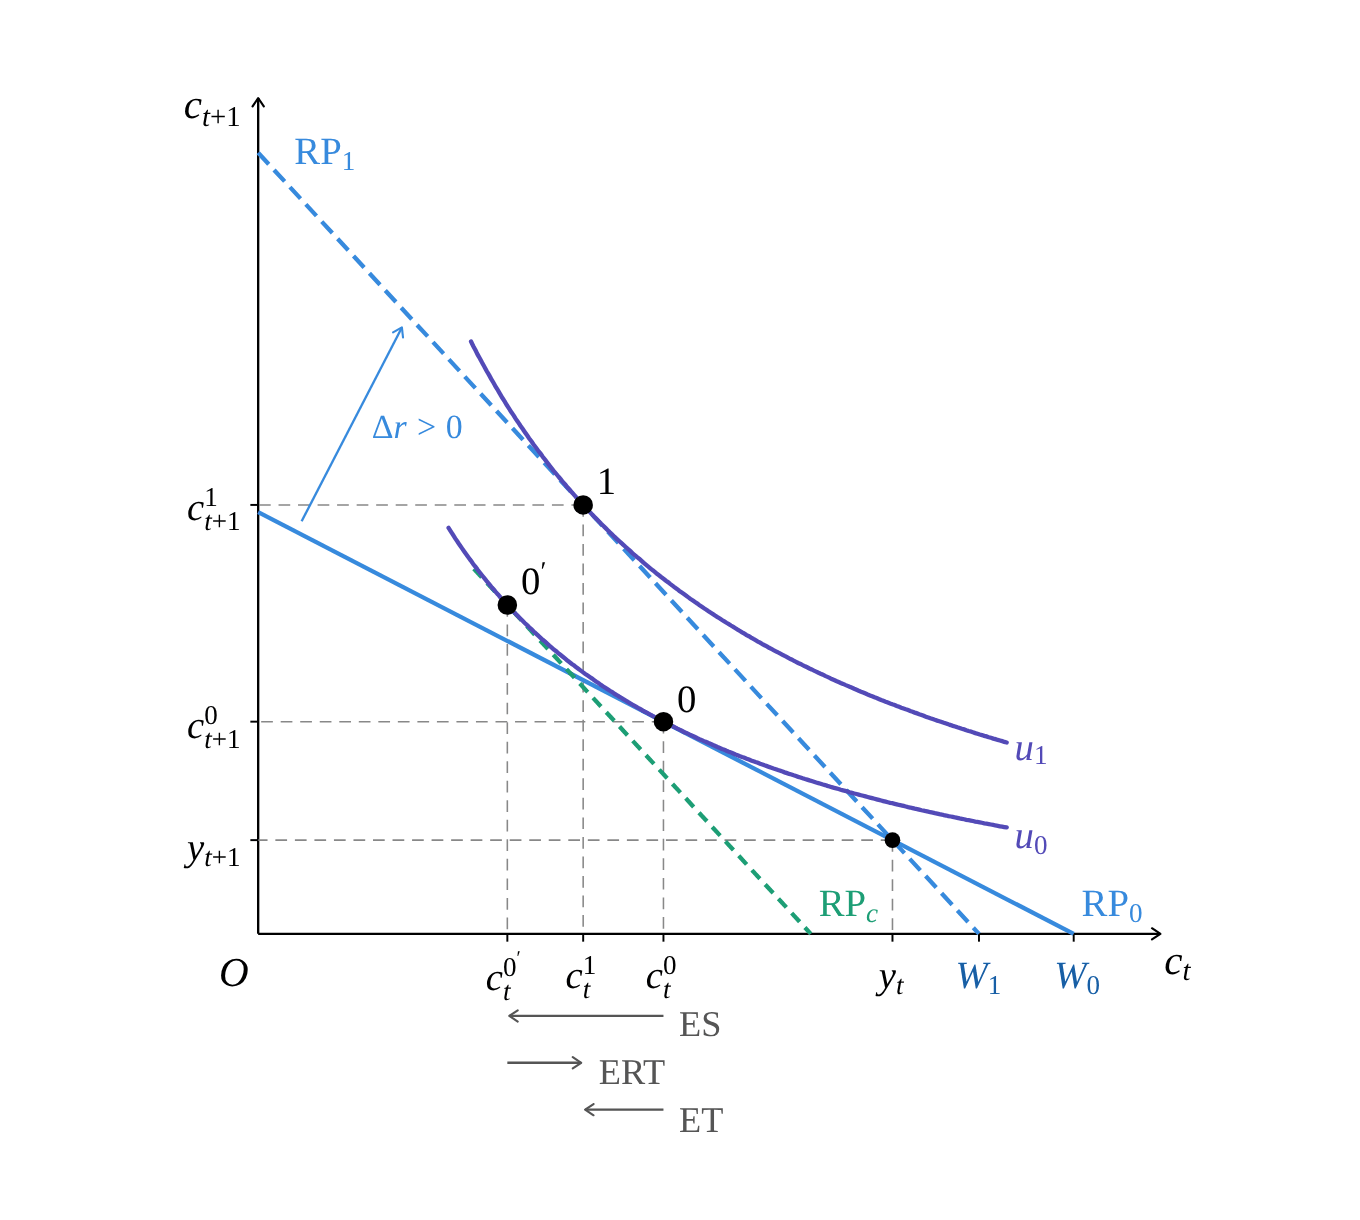 c_{t+1}
RP_1
Δr > 0
1
c^1_{t+1}
0′
0
c^0_{t+1}
u_1
u_0
y_{t+1}
RP_c
RP_0
O
c^{0′}_t
c^1_t
c^0_t
y_t
W_1
W_0
c_t
ES
ERT
ET